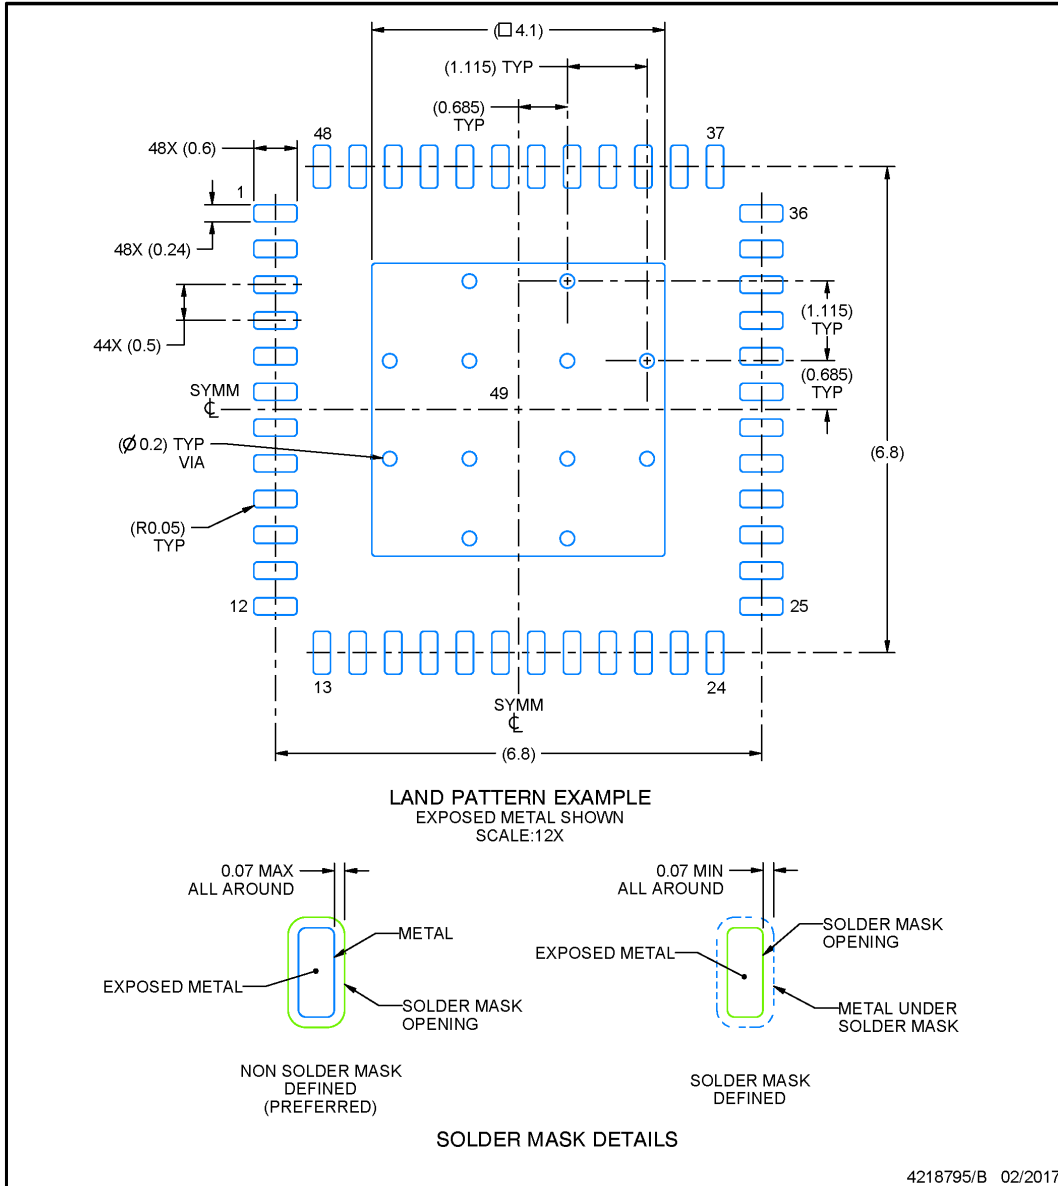 (□ 4.1)
(1.115) TYP
(0.685)
TYP
48
37
48X (0.6)
1
36
48X (0.24)
(1.115)
TYP
44X (0.5)
(0.685)
TYP
SYMM
℄
49
(Ø 0.2) TYP
VIA
(6.8)
(R0.05)
TYP
12
25
13
24
SYMM
℄
(6.8)
LAND PATTERN EXAMPLE
EXPOSED METAL SHOWN
SCALE:12X
0.07 MAX
ALL AROUND
0.07 MIN
ALL AROUND
METAL
EXPOSED METAL
SOLDER MASK
OPENING
SOLDER MASK
OPENING
EXPOSED METAL
METAL UNDER
SOLDER MASK
NON SOLDER MASK
DEFINED
(PREFERRED)
SOLDER MASK
DEFINED
SOLDER MASK DETAILS
4218795/B 02/2017